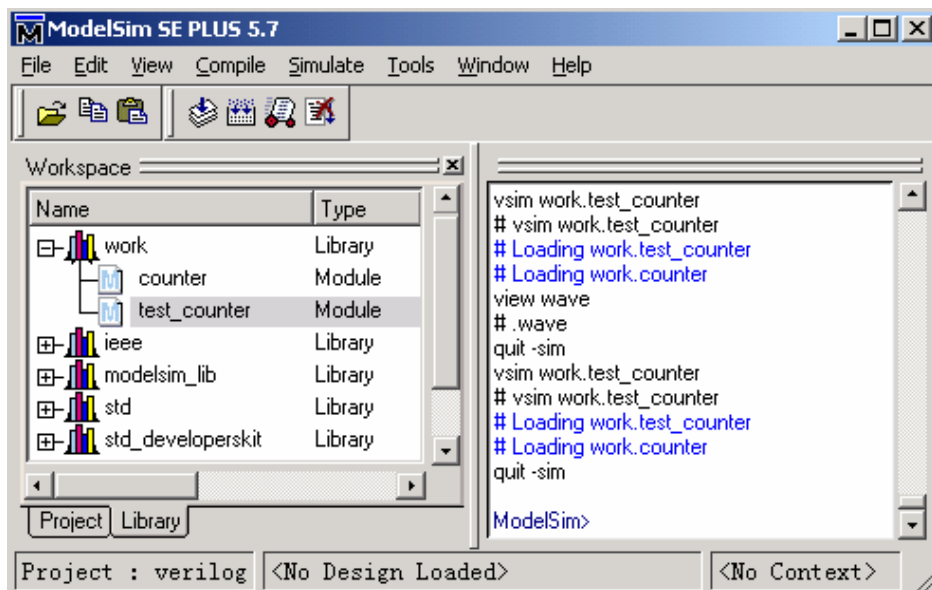 ModelSim SE PLUS 5.7
File Edit View Compile Simulate Tools Window Help
Workspace
Name Type
work Library
counter Module
test_counter Module
ieee Library
modelsim_lib Library
std Library
std_developerskit Library
Project Library
vsim work.test_counter
# vsim work.test_counter
# Loading work.test_counter
# Loading work.counter
view wave
# .wave
quit -sim
vsim work.test_counter
# vsim work.test_counter
# Loading work.test_counter
# Loading work.counter
quit -sim
ModelSim>
Project : verilog <No Design Loaded> <No Context>